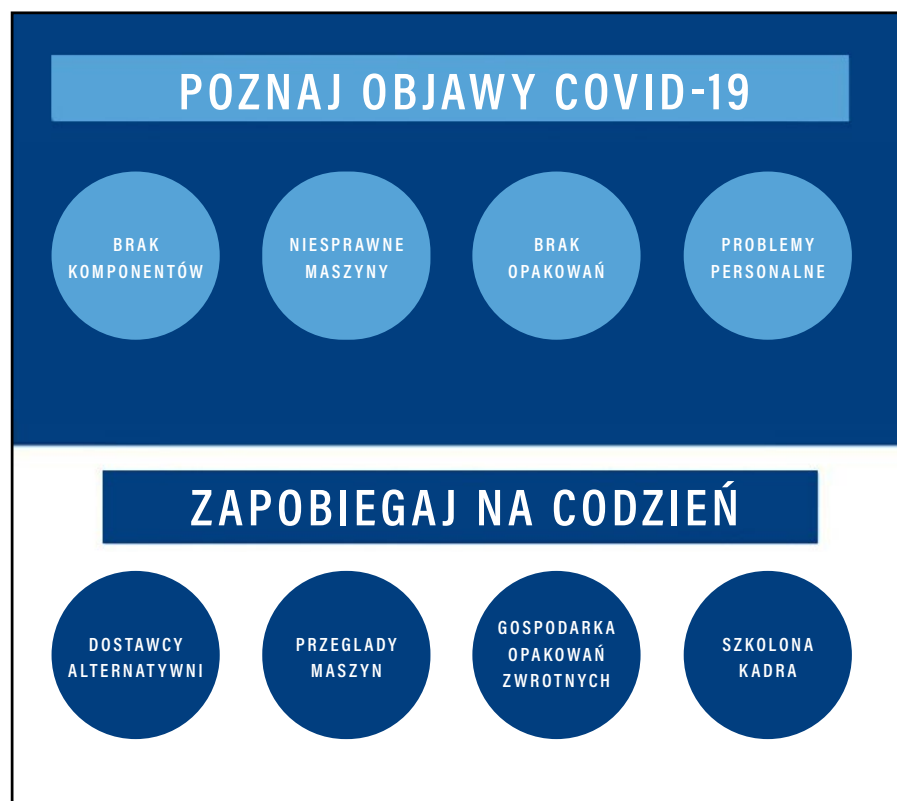 POZNAJ OBJAWY COVID-19
BRAK
KOMPONENTÓW
NIESPRAWNE
MASZYNY
BRAK
OPAKOWAŃ
PROBLEMY
PERSONALNE
ZAPOBIEGAJ NA CODZIEŃ
DOSTAWCY
ALTERNATYWNI
PRZEGLADY
MASZYN
GOSPODARKA
OPAKOWAŃ
ZWROTNYCH
SZKOLONA
KADRA